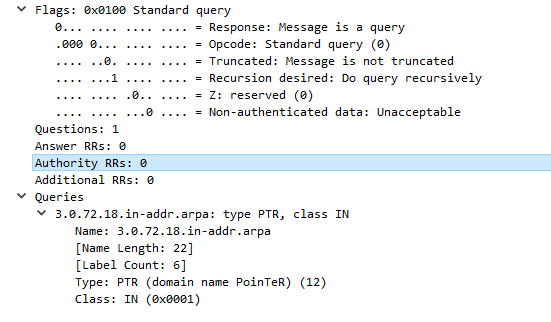 Flags: 0x0100 Standard query
0... .... .... .... = Response: Message is a query
.000 0... .... .... = Opcode: Standard query (0)
.... ..0. .... .... = Truncated: Message is not truncated
.... ...1 .... .... = Recursion desired: Do query recursively
.... .... .0.. .... = Z: reserved (0)
.... .... ...0 .... = Non-authenticated data: Unacceptable
Questions: 1
Answer RRs: 0
Authority RRs: 0
Additional RRs: 0
Queries
3.0.72.18.in-addr.arpa: type PTR, class IN
Name: 3.0.72.18.in-addr.arpa
[Name Length: 22]
[Label Count: 6]
Type: PTR (domain name PoinTeR) (12)
Class: IN (0x0001)